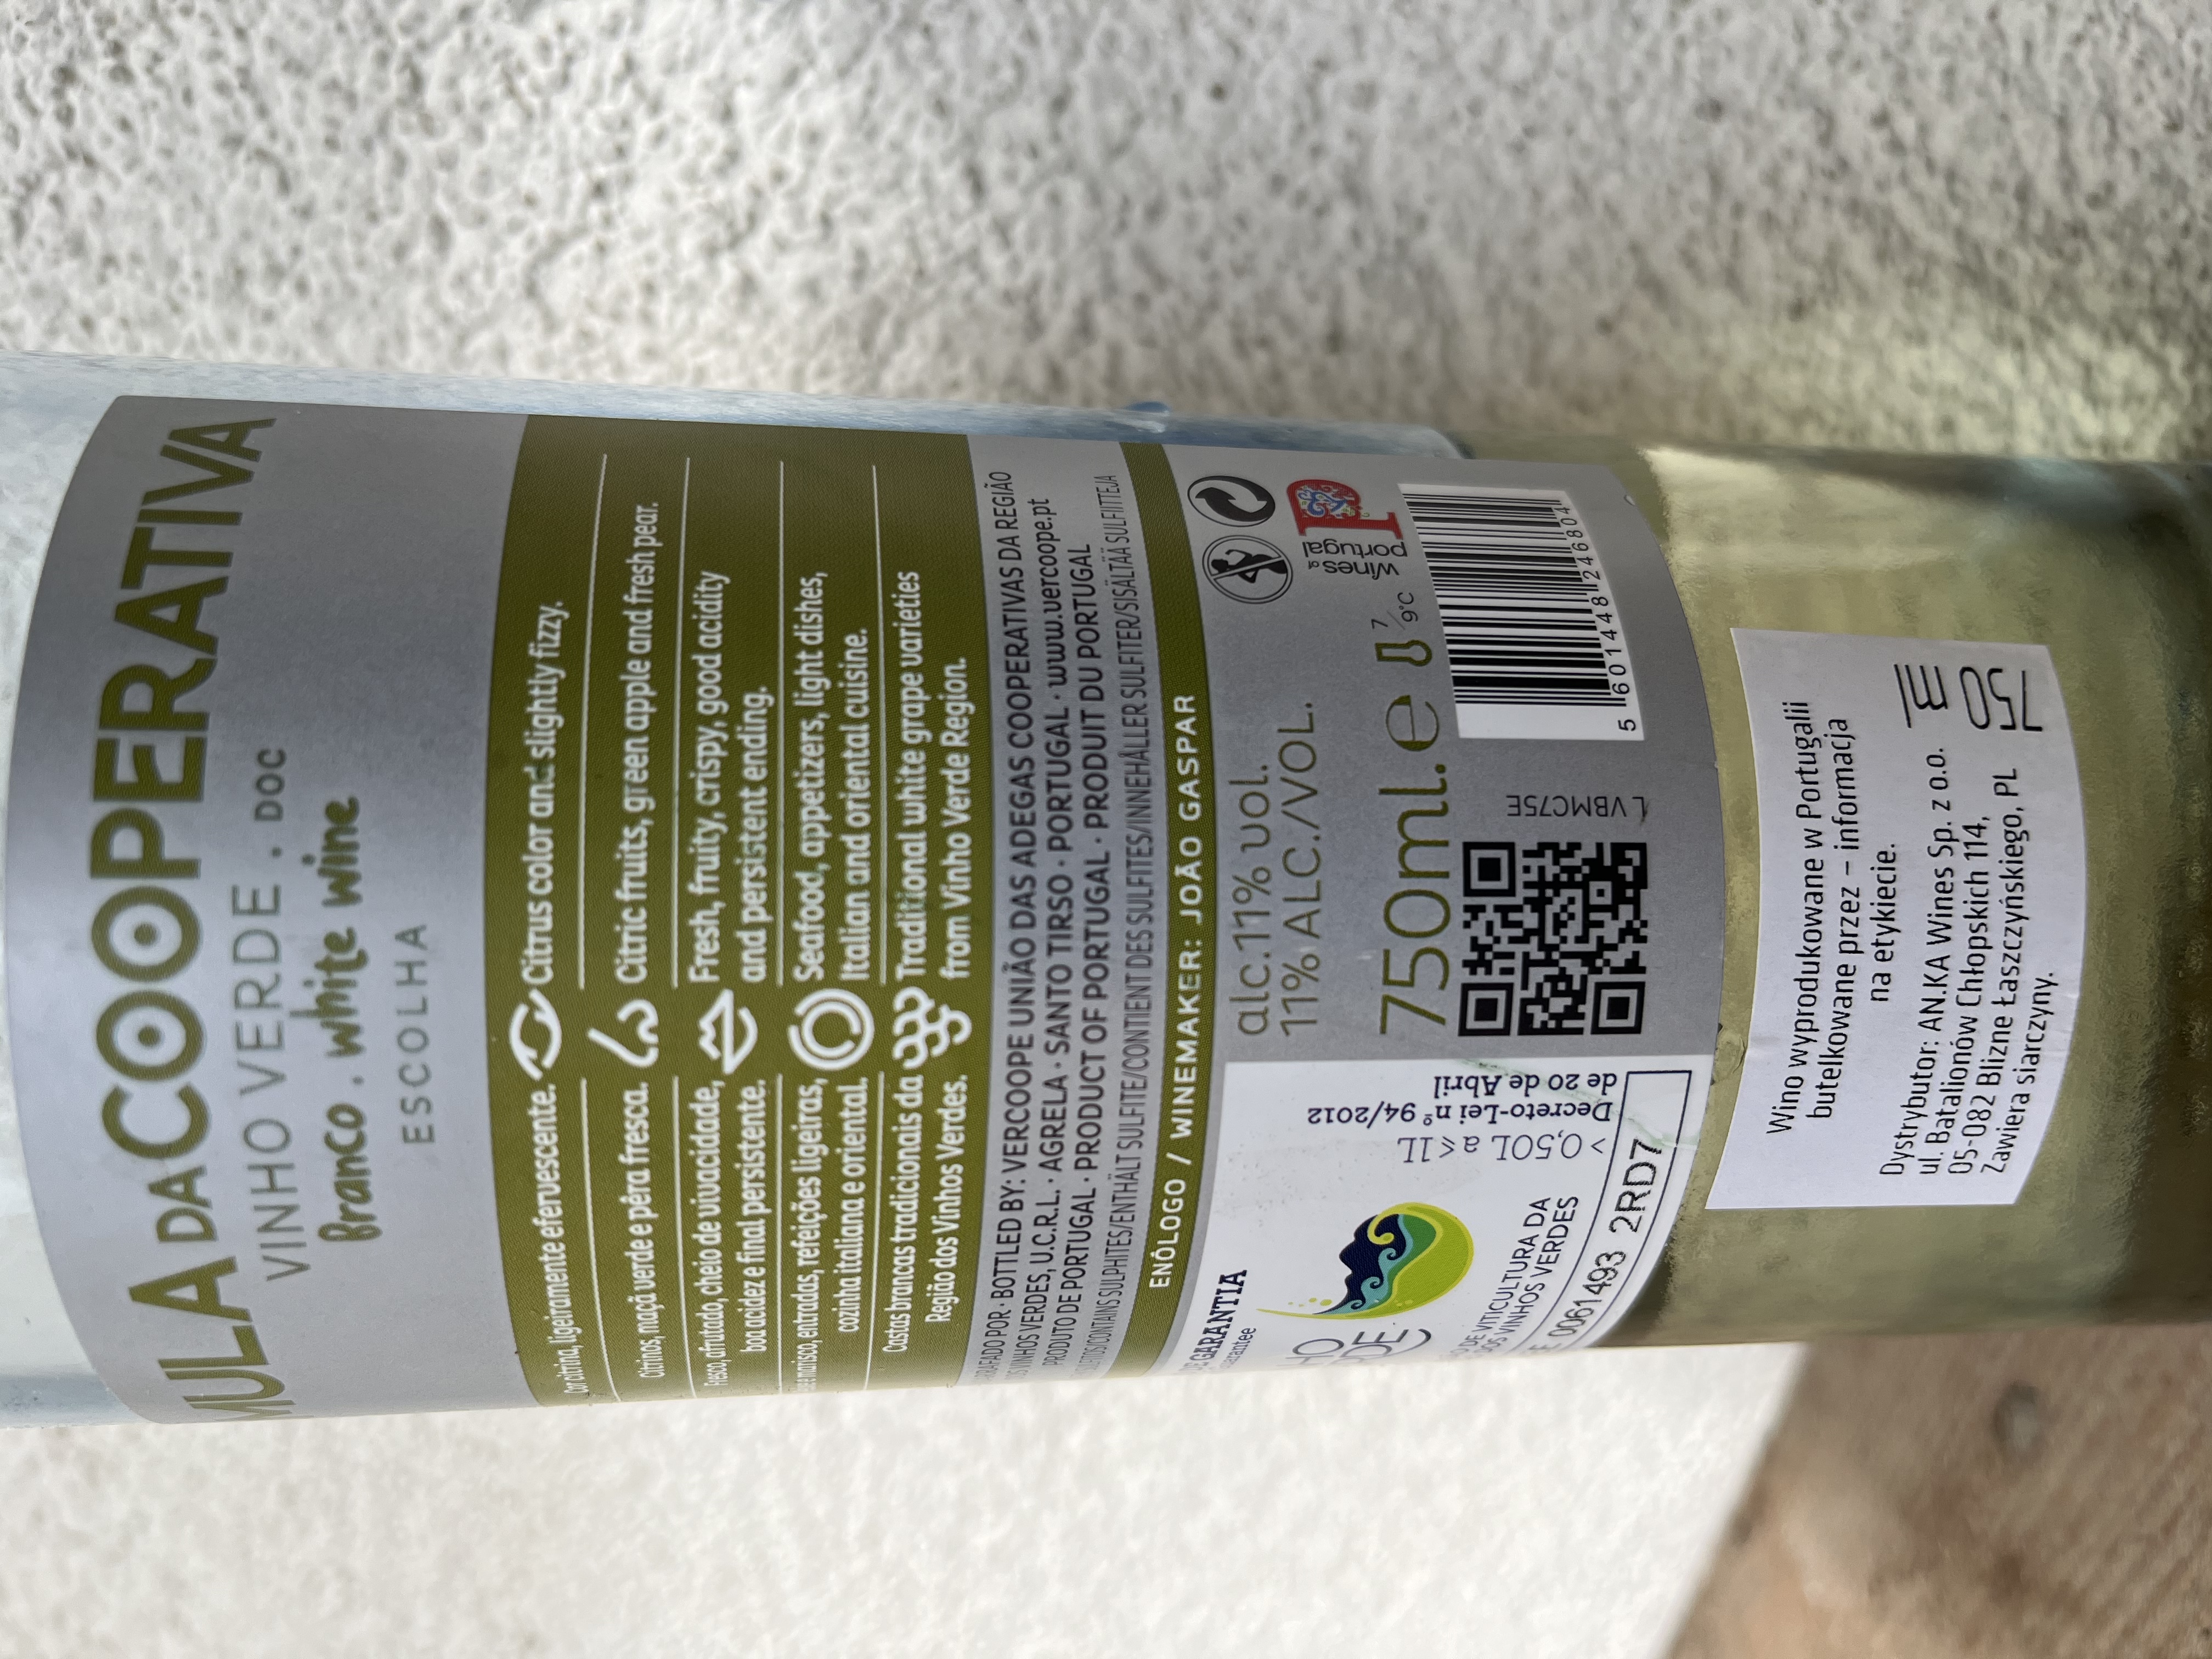 MULA DA COOPERATIVA
VINHO VERDE . DOC
Branco . white wine
ESCOLHA
Cor citrina, ligeiramente efervescente.
Citrus color and slightly fizzy.
Citrinos, maçã verde e pêra fresca.
Citric fruits, green apple and fresh pear.
Fresco, afrutado, cheio de vivacidade,
boa acidez e final persistente.
Fresh, fruity, crispy, good acidity
and persistent ending.
e marisco, entradas, refeições ligeiras,
cozinha italiana e oriental.
Seafood, appetizers, light dishes,
Italian and oriental cuisine.
Castas brancas tradicionais da
Região dos Vinhos Verdes.
Traditional white grape varieties
from Vinho Verde Region.
POR · BOTTLED BY: VERCOOPE UNIÃO DAS ADEGAS COOPERATIVAS DA REGIÃO
VINHOS VERDES, U.C.R.L. · AGRELA · SANTO TIRSO · PORTUGAL · www.vercoope.pt
PRODUTO DE PORTUGAL · PRODUCT OF PORTUGAL · PRODUIT DU PORTUGAL
/CONTAINS SULPHITES/ENTHÄLT SULFITE/CONTIENT DES SULFITES/INNEHÅLLER SULFITER/SISÄLTÄÄ SULFIITTEJA
ENÓLOGO / WINEMAKER: JOÃO GASPAR
DE GARANTIA
> 0,50L a ≤ 1L
Decreto-Lei nº 94/2012
de 20 de Abril
DE VITICULTURA DA
DOS VINHOS VERDES
0061493 2RD7
alc.11% vol.
11% ALC./VOL.
750ml. e
7/9°C
wines of
portugal
L VBMC75E
5 601448 246804
Wino wyprodukowane w Portugalii
butelkowane przez – informacja
na etykiecie.
Dystrybutor: AN.KA Wines Sp. z o.o.
ul. Batalionów Chłopskich 114,
05-082 Blizne Łaszczyńskiego, PL
Zawiera siarczyny.
750
ml